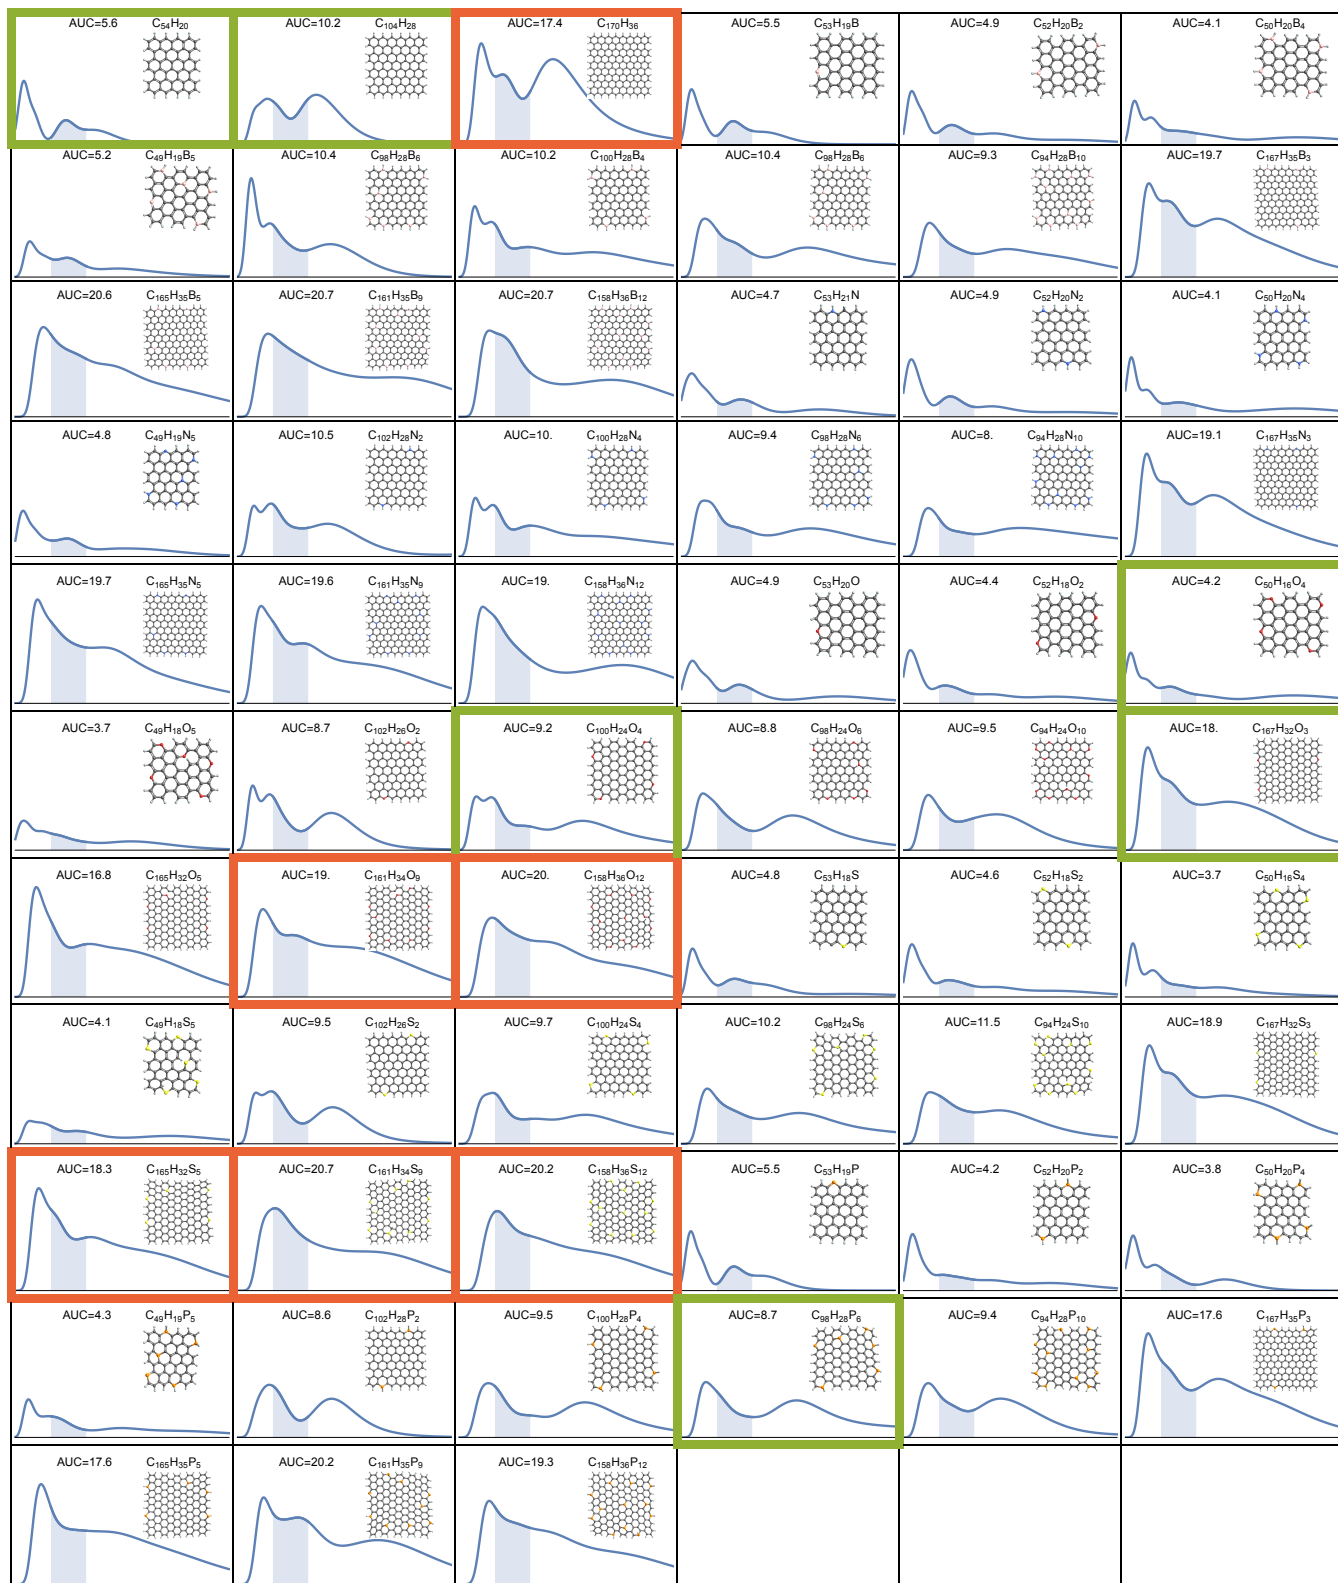 AUC=5.6 C54H20 AUC=10.2 C104H28 AUC=17.4 C170H36 AUC=5.5 C53H19B AUC=4.9 C52H20B2 AUC=4.1 C50H20B4
AUC=5.2 C49H19B5 AUC=10.4 C98H28B6 AUC=10.2 C100H28B4 AUC=10.4 C98H28B6 AUC=9.3 C94H28B10 AUC=19.7 C167H35B3
AUC=20.6 C165H35B5 AUC=20.7 C161H35B9 AUC=20.7 C158H36B12 AUC=4.7 C53H21N AUC=4.9 C52H20N2 AUC=4.1 C50H20N4
AUC=4.8 C49H19N5 AUC=10.5 C102H28N2 AUC=10. C100H28N4 AUC=9.4 C98H28N6 AUC=8. C94H28N10 AUC=19.1 C167H35N3
AUC=19.7 C165H35N5 AUC=19.6 C161H35N9 AUC=19. C158H36N12 AUC=4.9 C53H20O AUC=4.4 C52H18O2 AUC=4.2 C50H16O4
AUC=3.7 C49H18O5 AUC=8.7 C102H26O2 AUC=9.2 C100H24O4 AUC=8.8 C98H24O6 AUC=9.5 C94H24O10 AUC=18. C167H32O3
AUC=16.8 C165H32O5 AUC=19. C161H34O9 AUC=20. C158H36O12 AUC=4.8 C53H18S AUC=4.6 C52H18S2 AUC=3.7 C50H16S4
AUC=4.1 C49H18S5 AUC=9.5 C102H26S2 AUC=9.7 C100H24S4 AUC=10.2 C98H24S6 AUC=11.5 C94H24S10 AUC=18.9 C167H32S3
AUC=18.3 C165H32S5 AUC=20.7 C161H34S9 AUC=20.2 C158H36S12 AUC=5.5 C53H19P AUC=4.2 C52H20P2 AUC=3.8 C50H20P4
AUC=4.3 C49H19P5 AUC=8.6 C102H28P2 AUC=9.5 C100H28P4 AUC=8.7 C98H28P6 AUC=9.4 C94H28P10 AUC=17.6 C167H35P3
AUC=17.6 C165H35P5 AUC=20.2 C161H35P9 AUC=19.3 C158H36P12